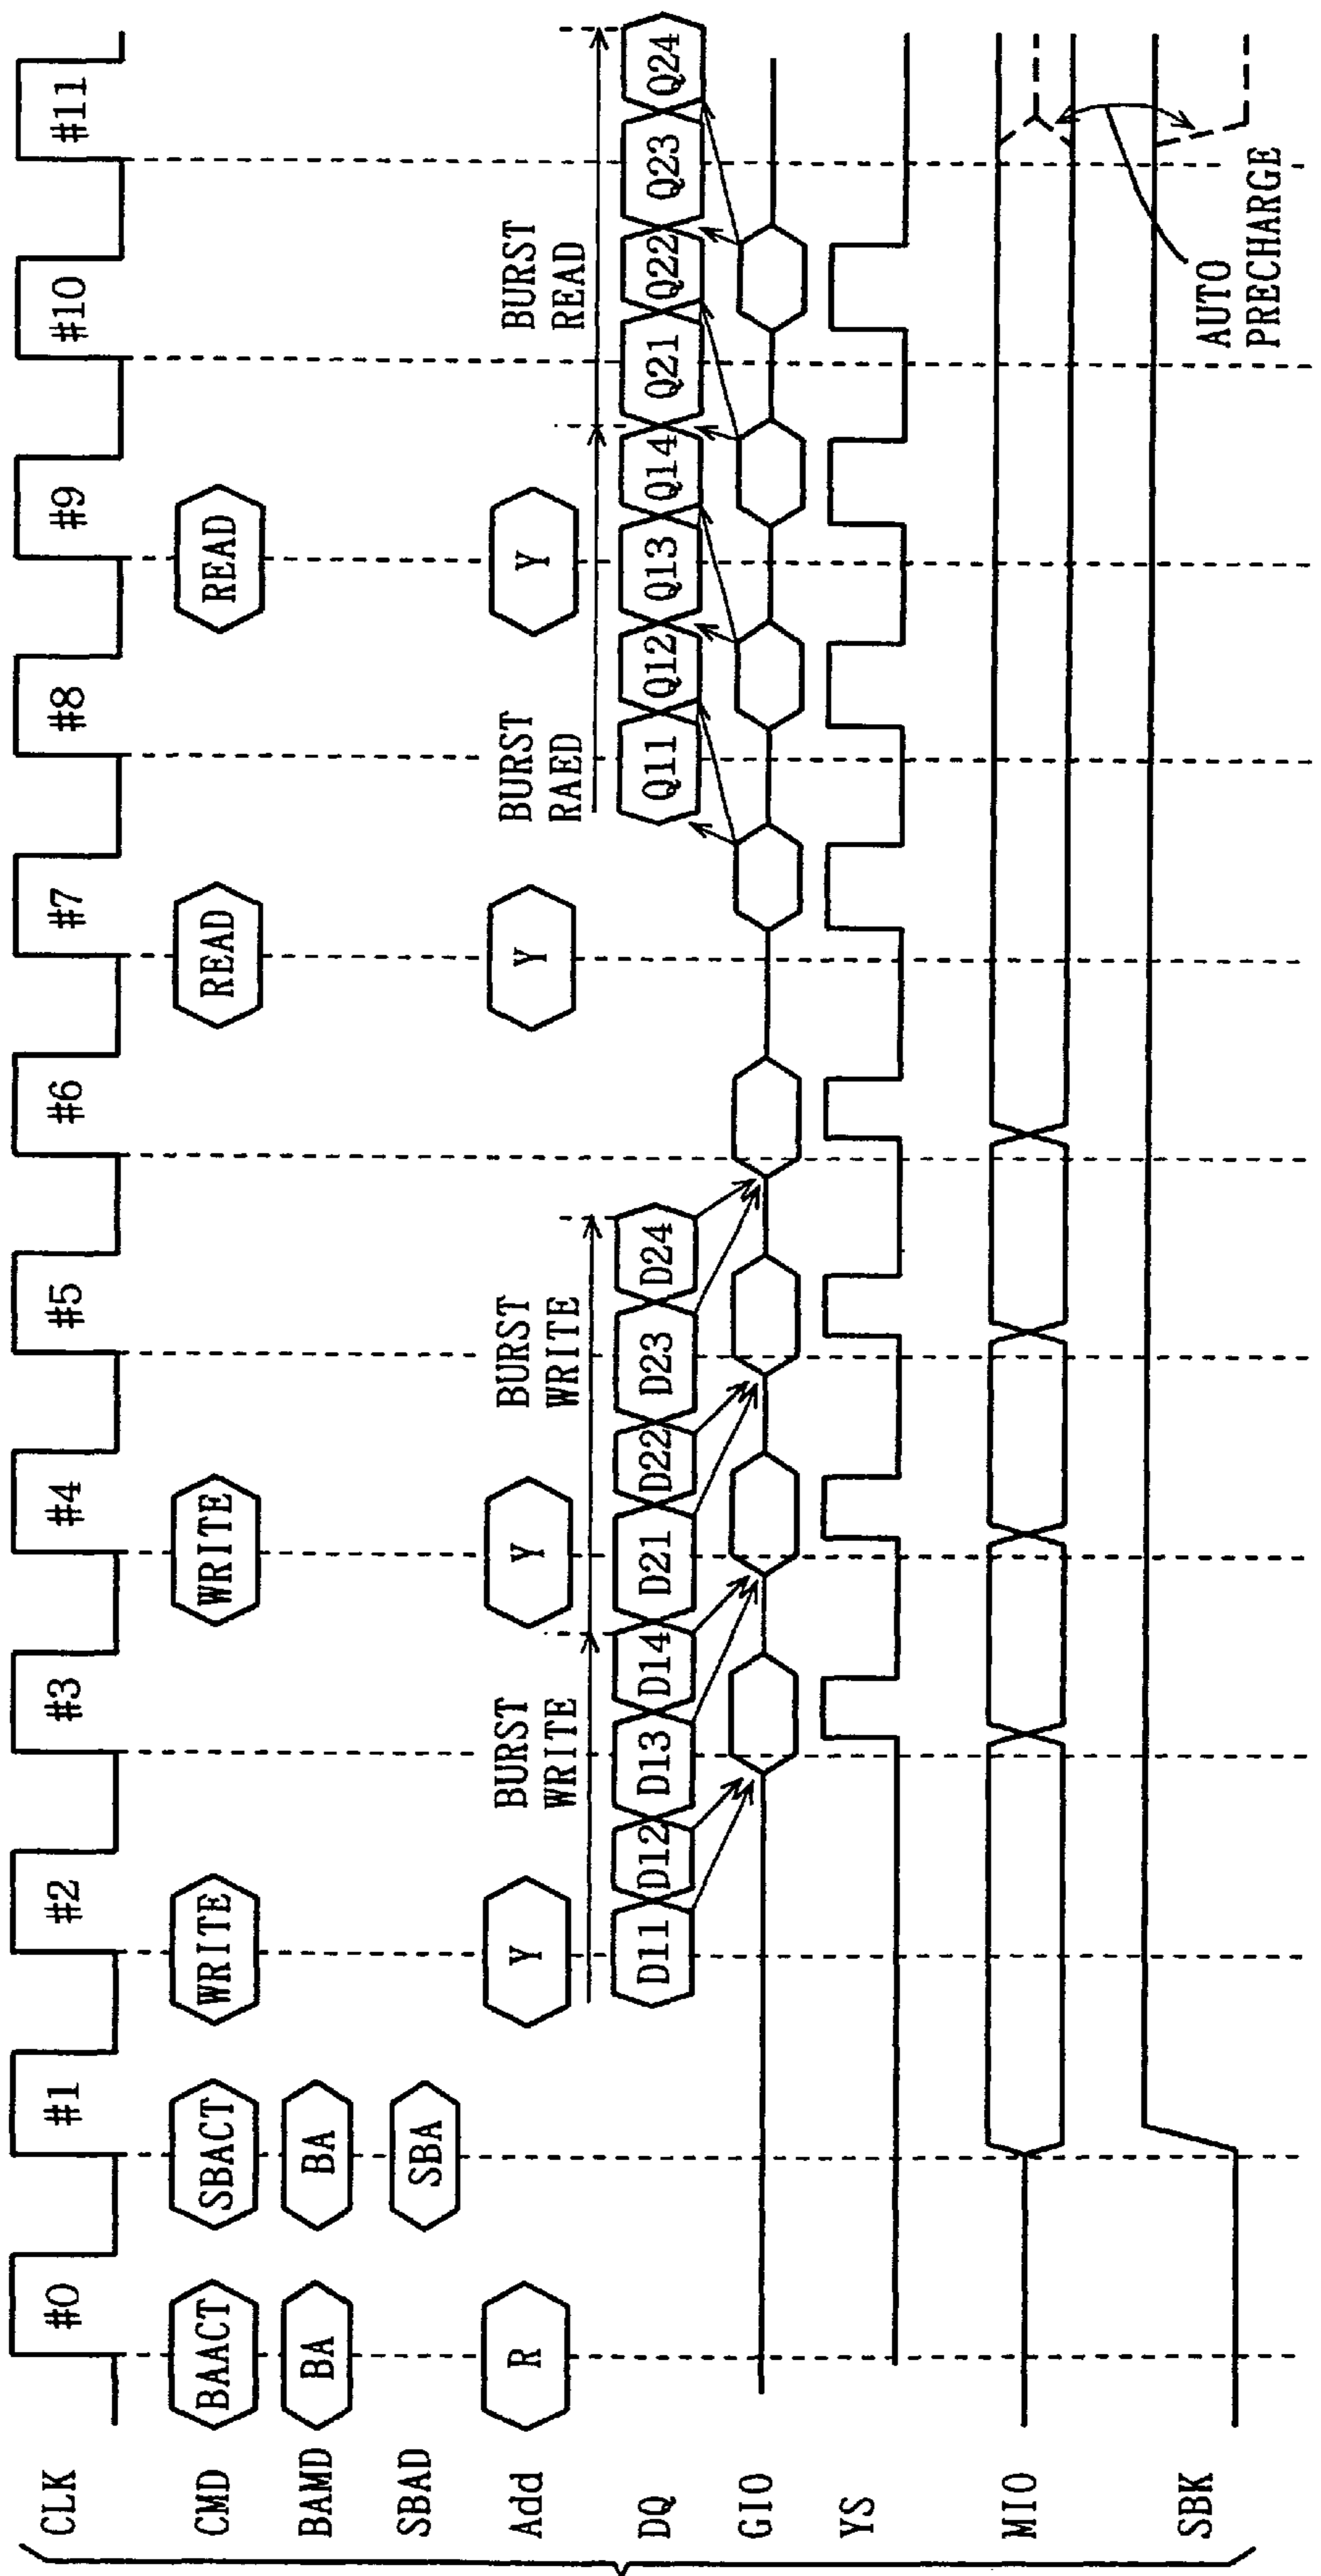 CLK #0 #1 #2 #3 #4 #5 #6 #7 #8 #9 #10 #11
CMD BAACT SBACT WRITE WRITE READ READ
BAMD BA BA
SBAD SBA
Add R Y Y Y Y
BURST WRITE BURST WRITE BURST RAED BURST READ
DQ D11 D12 D13 D14 D21 D22 D23 D24 Q11 Q12 Q13 Q14 Q21 Q22 Q23 Q24
GIO
YS
MIO
AUTO
PRECHARGE
SBK